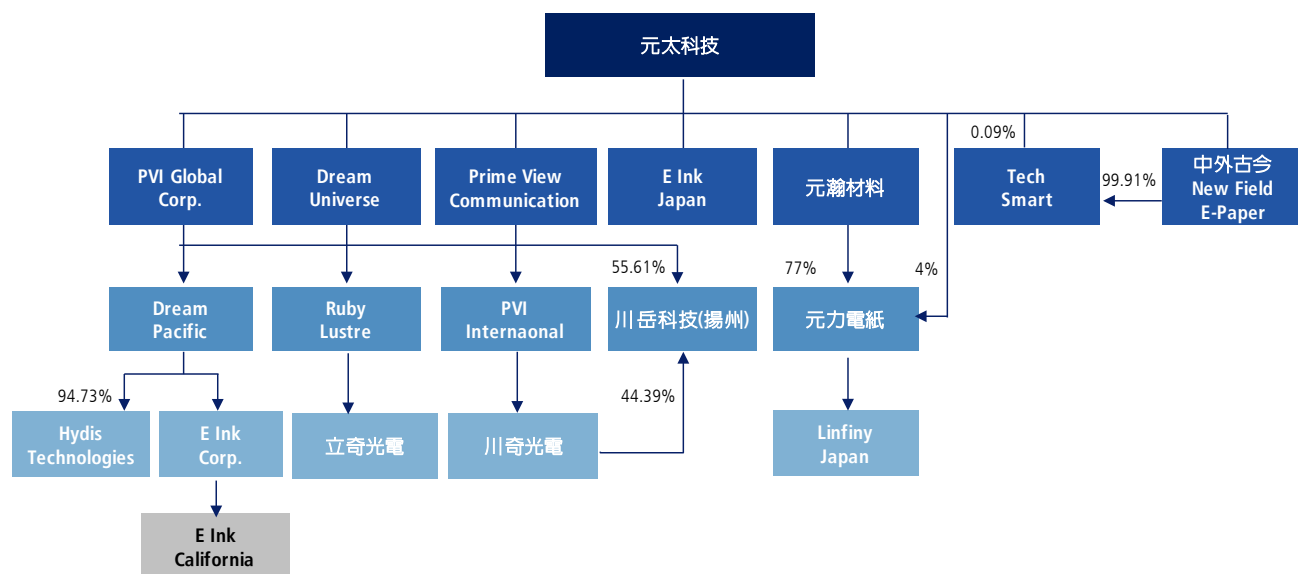 元太科技
0.09%
PVI Global
Corp.
Dream
Universe
Prime View
Communication
E Ink
Japan
元瀚材料
Tech
Smart
99.91%
中外古今
New Field
E-Paper
55.61%
77%
4%
Dream
Pacific
Ruby
Lustre
PVI
Internaonal
川岳科技(揚州)
元力電紙
94.73%
44.39%
Hydis
Technologies
E Ink
Corp.
立奇光電
川奇光電
Linfiny
Japan
E Ink
California